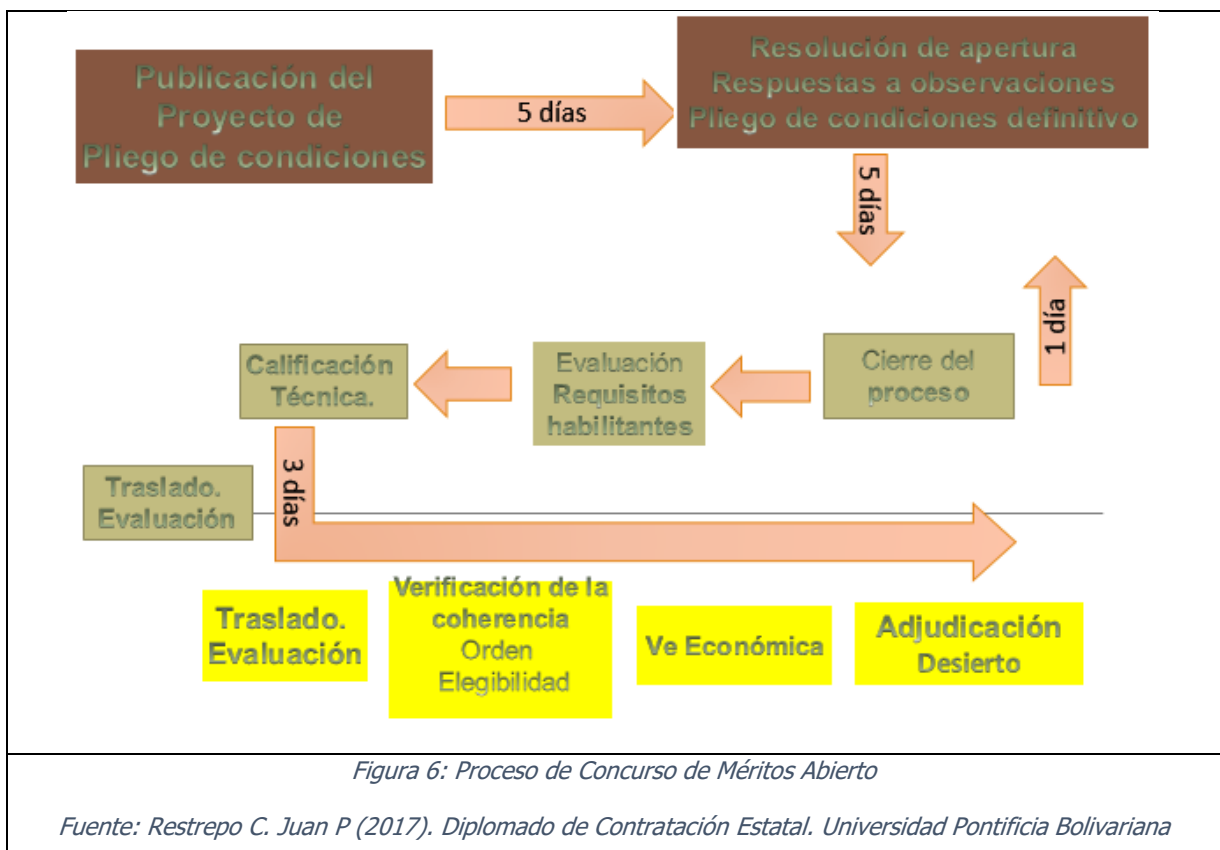 Publicación del
Proyecto de
Pliego de condiciones
5 días
Resolución de apertura
Respuestas a observaciones
Pliego de condiciones definitivo
5 días
1 día
Calificación
Técnica.
Evaluación
Requisitos
habilitantes
Cierre del
proceso
3 días
Traslado.
Evaluación
Traslado.
Evaluación
Verificación de la
coherencia
Orden
Elegibilidad
Ve Económica
Adjudicación
Desierto
Figura 6: Proceso de Concurso de Méritos Abierto
Fuente: Restrepo C. Juan P (2017). Diplomado de Contratación Estatal. Universidad Pontificia Bolivariana